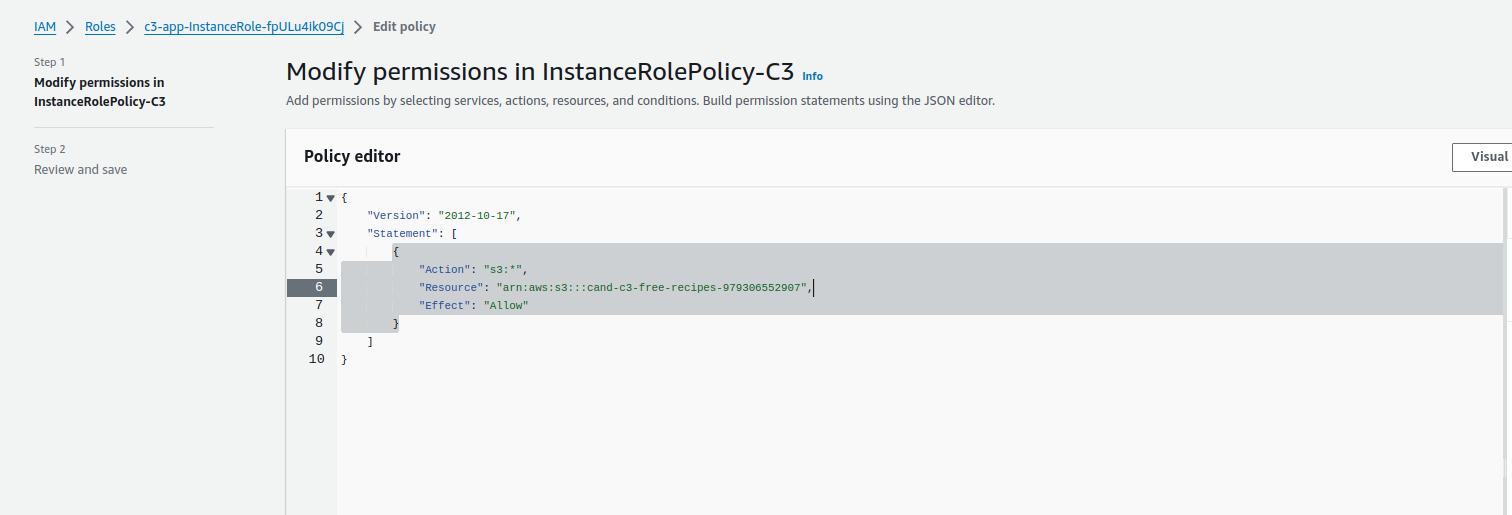 IAM > Roles > c3-app-InstanceRole-fpULu4ik09Cj > Edit policy
Step 1
Modify permissions in
InstanceRolePolicy-C3
Step 2
Review and save
Modify permissions in InstanceRolePolicy-C3 Info
Add permissions by selecting services, actions, resources, and conditions. Build permission statements using the JSON editor.
Policy editor
Visual
1 {
2 "Version": "2012-10-17",
3 "Statement": [
4 {
5 "Action": "s3:*",
6 "Resource": "arn:aws:s3:::cand-c3-free-recipes-979306552907",
7 "Effect": "Allow"
8 }
9 ]
10 }